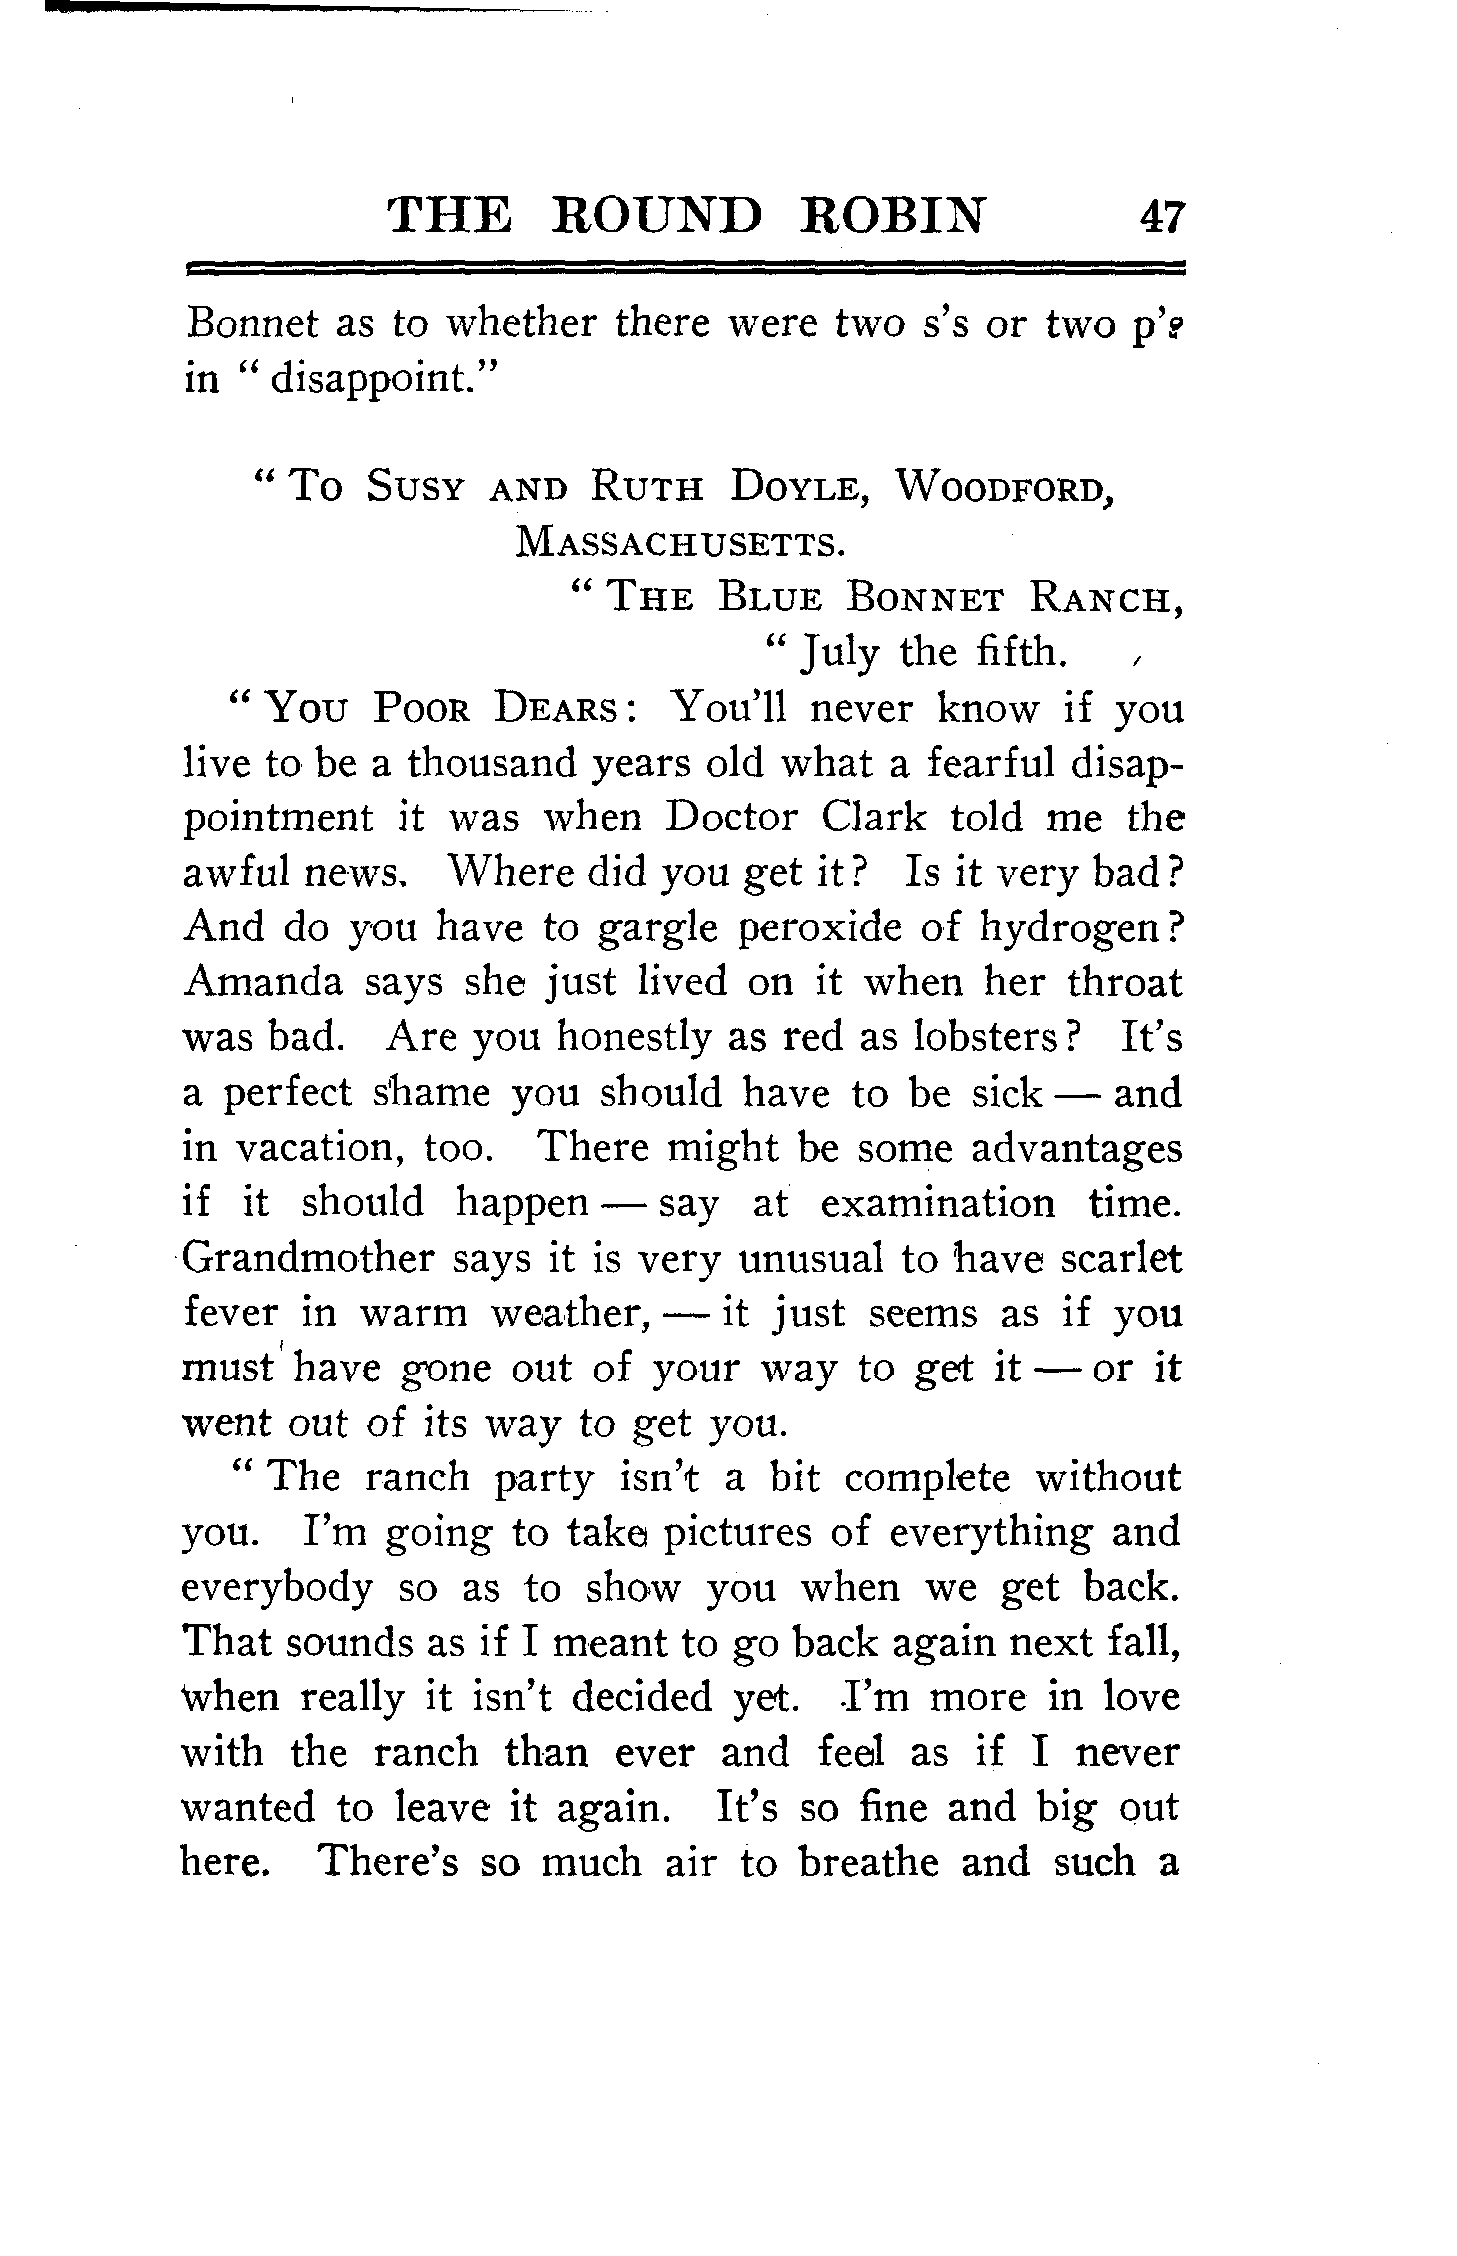 THE ROUND ROBIN 47
Bonnet as to whether there were two s's or two p's
in " disappoint."
" To Susy and Ruth Doyle, Woodford,
Massachusetts.
" The Blue Bonnet Ranch,
" July the fifth.
" You Poor Dears: You'll never know if you
live to be a thousand years old what a fearful disap-
pointment it was when Doctor Clark told me the
awful news. Where did you get it? Is it very bad?
And do you have to gargle peroxide of hydrogen?
Amanda says she just lived on it when her throat
was bad. Are you honestly as red as lobsters? It's
a perfect shame you should have to be sick — and
in vacation, too. There might be some advantages
if it should happen — say at examination time.
Grandmother says it is very unusual to have scarlet
fever in warm weather, — it just seems as if you
must have gone out of your way to get it — or it
went out of its way to get you.
" The ranch party isn't a bit complete without
you. I'm going to take pictures of everything and
everybody so as to show you when we get back.
That sounds as if I meant to go back again next fall,
when really it isn't decided yet. I'm more in love
with the ranch than ever and feel as if I never
wanted to leave it again. It's so fine and big out
here. There's so much air to breathe and such a